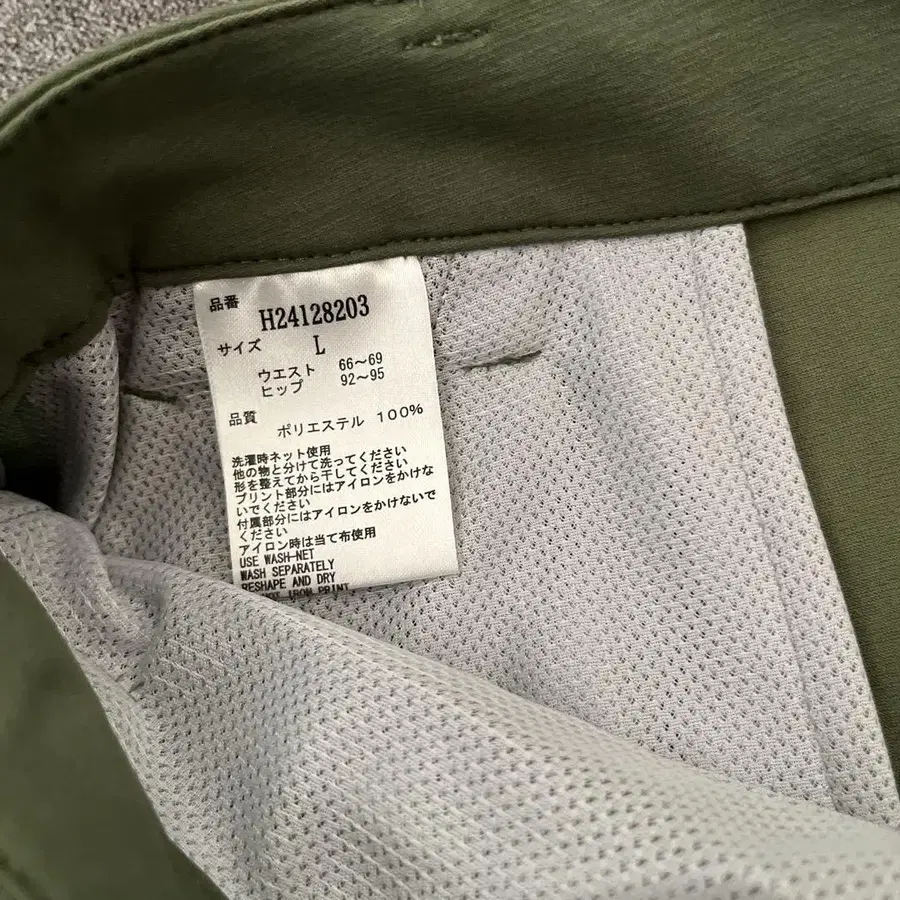 品番
H24128203
サイズ L
ウエスト 66～69
ヒップ 92～95
品質
ポリエステル 100%
洗濯時ネット使用
他の物と分けて洗ってください
形を整えてから干してください
プリント部分にはアイロンをかけな
いでください
付属部分にはアイロンをかけないで
ください
アイロン時は当て布使用
USE WASH-NET
WASH SEPARATELY
RESHAPE AND DRY
IRON PRINT